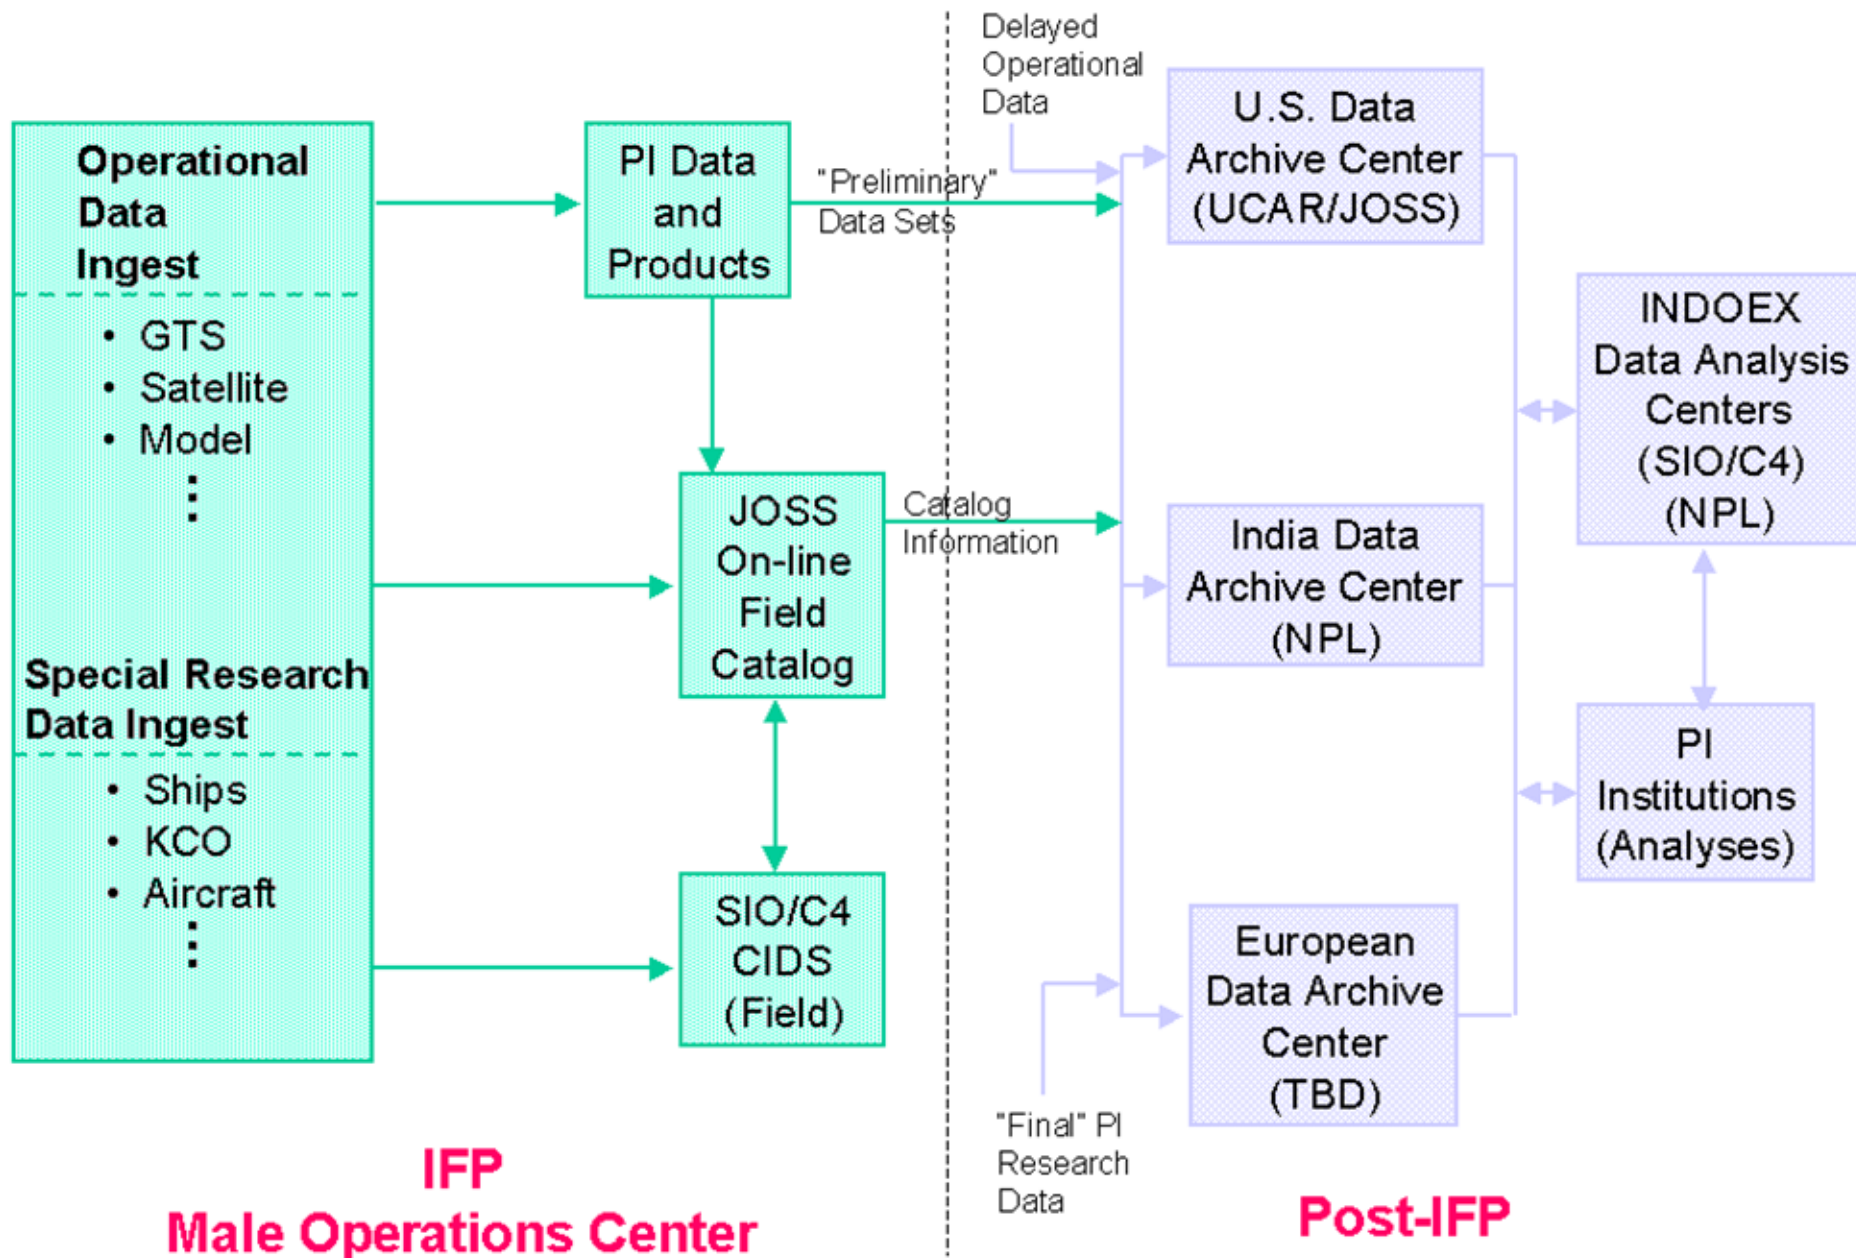 Operational
Data
Ingest
• GTS
• Satellite
• Model
Special Research
Data Ingest
• Ships
• KCO
• Aircraft
PI Data
and
Products
"Preliminary"
Data Sets
JOSS
On-line
Field
Catalog
Catalog
Information
SIO/C4
CIDS
(Field)
IFP
Male Operations Center
Delayed
Operational
Data
U.S. Data
Archive Center
(UCAR/JOSS)
India Data
Archive Center
(NPL)
European
Data Archive
Center
(TBD)
"Final" PI
Research
Data
INDOEX
Data Analysis
Centers
(SIO/C4)
(NPL)
PI
Institutions
(Analyses)
Post-IFP